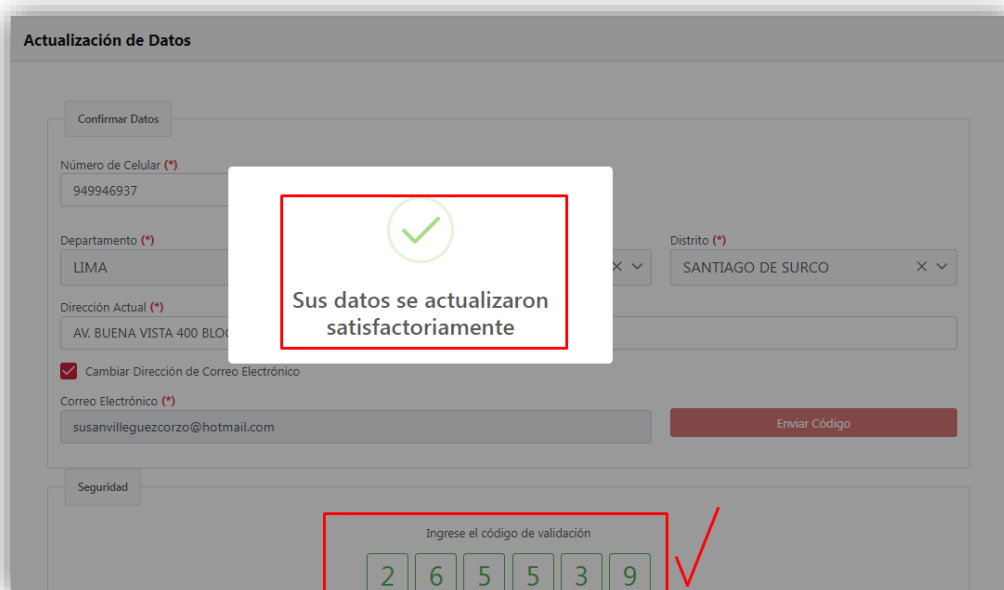 Actualización de Datos
Confirmar Datos
Número de Celular (*)
949946937
Departamento (*)
Distrito (*)
LIMA
SANTIAGO DE SURCO
Sus datos se actualizaron
satisfactoriamente
Dirección Actual (*)
AV. BUENA VISTA 400
Cambiar Dirección de Correo Electrónico
Correo Electrónico (*)
susanvilleguezcorzo@hotmail.com
Enviar Código
Seguridad
Ingrese el código de validación
2 6 5 5 3 9